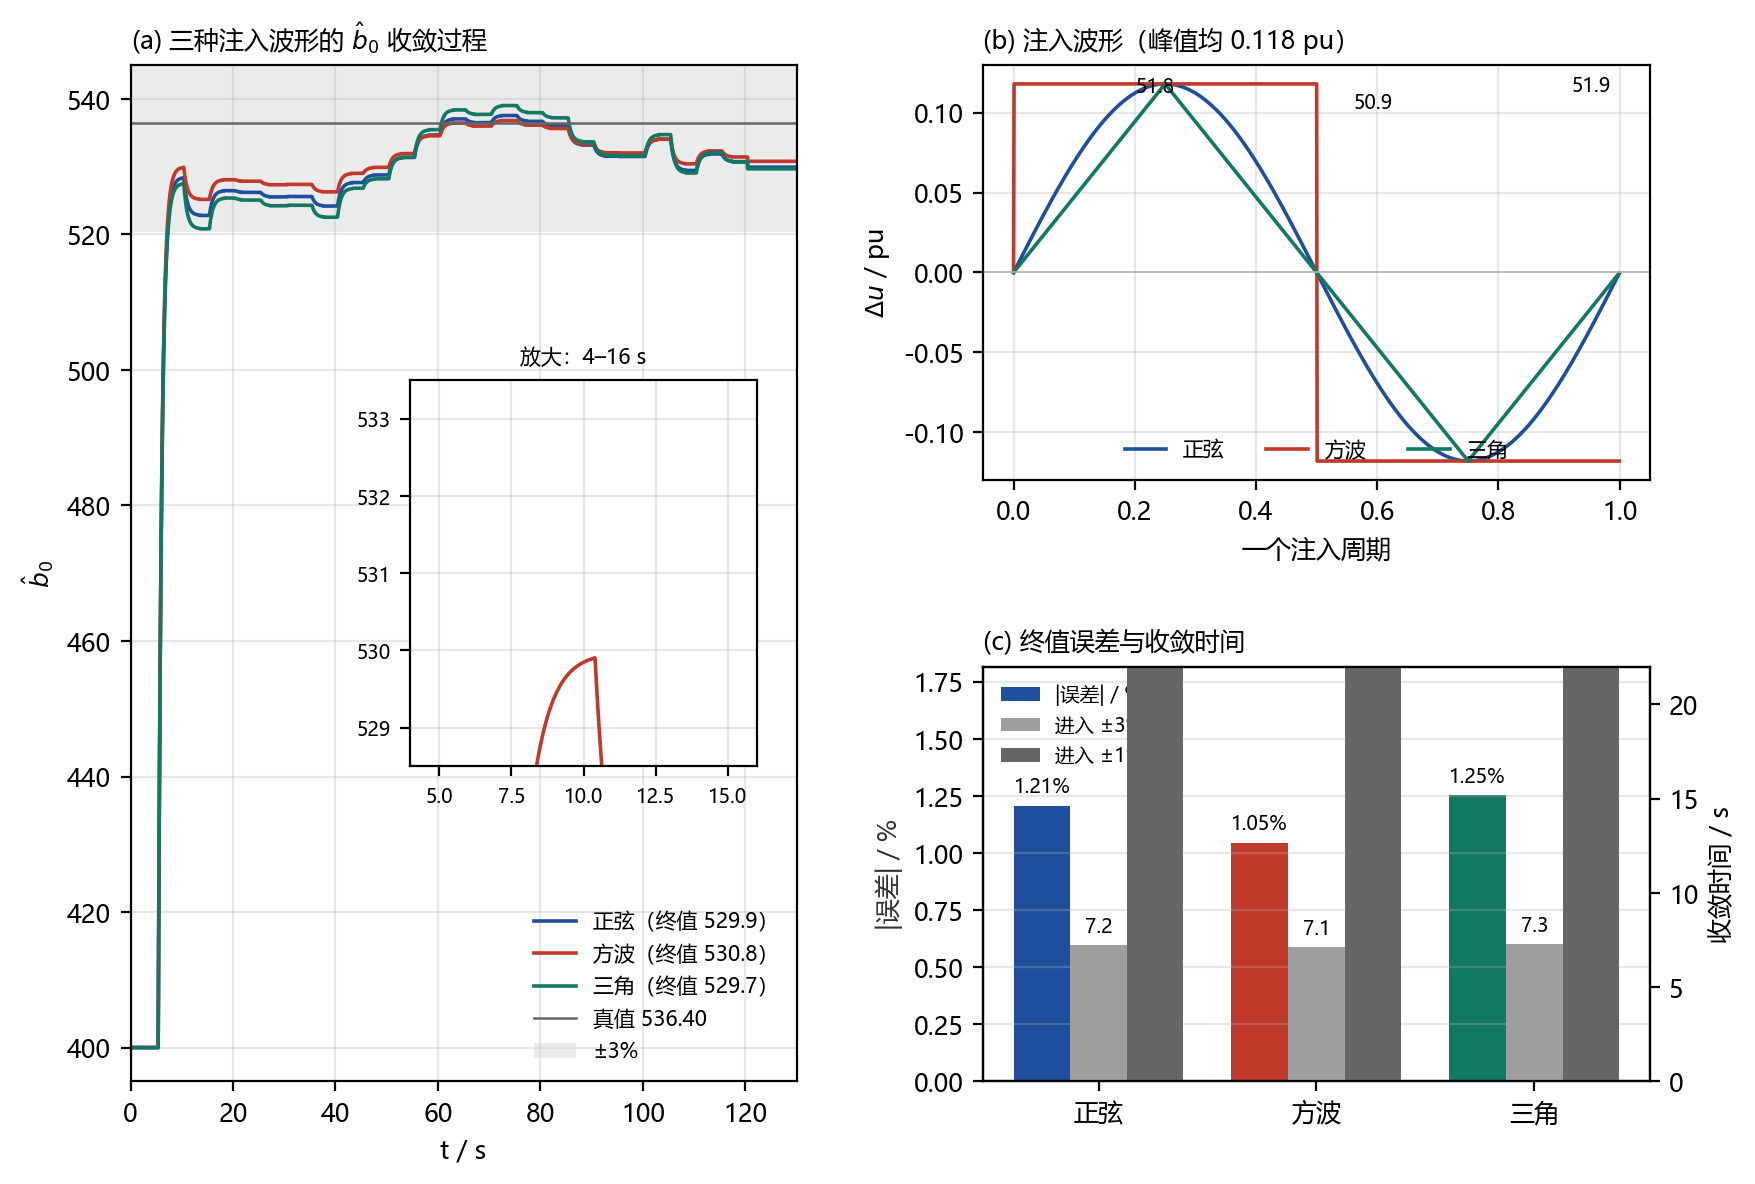 (a) 三种注入波形的 b̂₀ 收敛过程
540
520
500
480
460
440
420
400
b̂₀
0 20 40 60 80 100 120
t / s
放大：4–16 s
533
532
531
530
529
5.0 7.5 10.0 12.5 15.0
正弦（终值 529.9）
方波（终值 530.8）
三角（终值 529.7）
真值 536.40
±3%
(b) 注入波形（峰值均 0.118 pu）
51.8
50.9
51.9
0.10
0.05
0.00
-0.05
-0.10
Δu / pu
正弦 方波 三角
0.0 0.2 0.4 0.6 0.8 1.0
一个注入周期
(c) 终值误差与收敛时间
1.75
1.50
1.25
1.00
0.75
0.50
0.25
0.00
|误差| / %
|误差| /
进入 ±3
进入 ±1
1.21%
7.2
1.05%
7.1
1.25%
7.3
20
15
10
5
0
收敛时间 / s
正弦 方波 三角